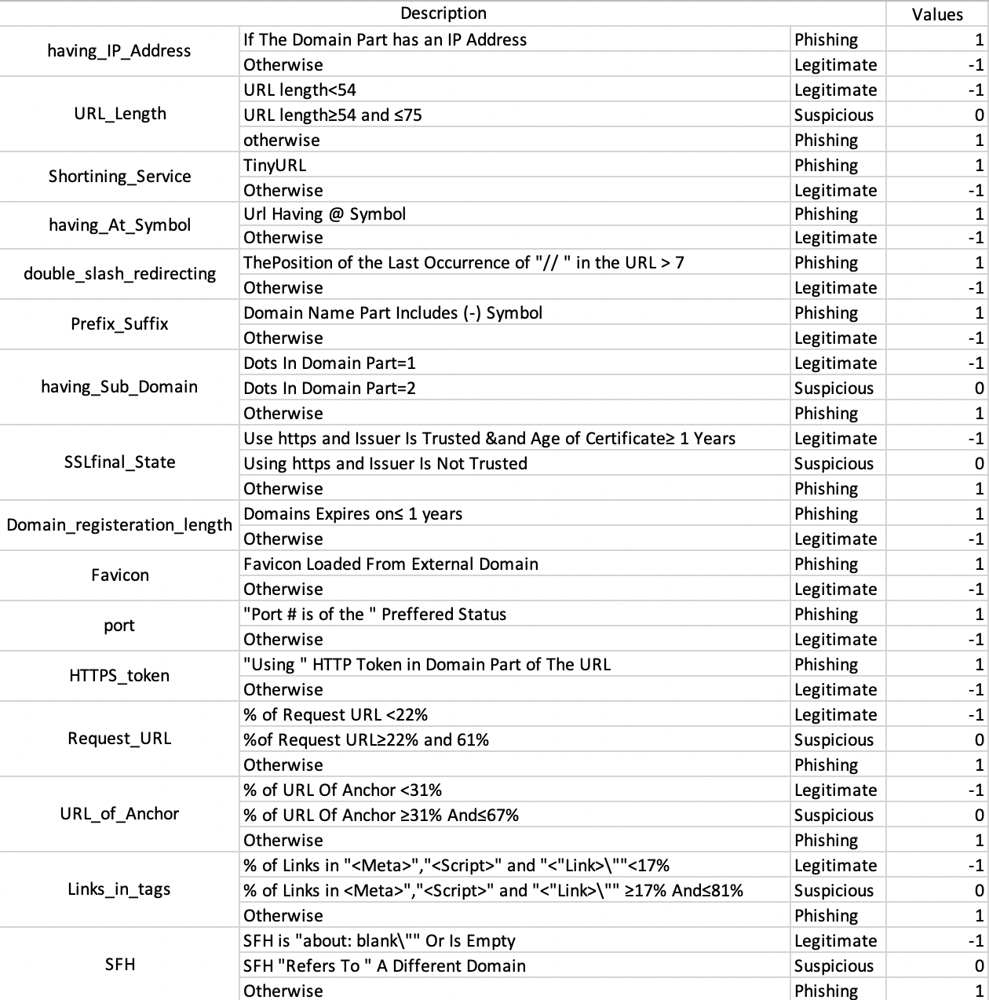 Description Values
having_IP_Address
If The Domain Part has an IP Address Phishing 1
Otherwise Legitimate -1
URL_Length
URL length<54 Legitimate -1
URL length≥54 and ≤75 Suspicious 0
otherwise Phishing 1
Shortining_Service
TinyURL Phishing 1
Otherwise Legitimate -1
having_At_Symbol
Url Having @ Symbol Phishing 1
Otherwise Legitimate -1
double_slash_redirecting
ThePosition of the Last Occurrence of "// " in the URL > 7 Phishing 1
Otherwise Legitimate -1
Prefix_Suffix
Domain Name Part Includes (-) Symbol Phishing 1
Otherwise Legitimate -1
having_Sub_Domain
Dots In Domain Part=1 Legitimate -1
Dots In Domain Part=2 Suspicious 0
Otherwise Phishing 1
SSLfinal_State
Use https and Issuer Is Trusted &and Age of Certificate≥ 1 Years Legitimate -1
Using https and Issuer Is Not Trusted Suspicious 0
Otherwise Phishing 1
Domain_registeration_length
Domains Expires on≤ 1 years Phishing 1
Otherwise Legitimate -1
Favicon
Favicon Loaded From External Domain Phishing 1
Otherwise Legitimate -1
port
"Port # is of the " Preffered Status Phishing 1
Otherwise Legitimate -1
HTTPS_token
"Using " HTTP Token in Domain Part of The URL Phishing 1
Otherwise Legitimate -1
Request_URL
% of Request URL <22% Legitimate -1
%of Request URL≥22% and 61% Suspicious 0
Otherwise Phishing 1
URL_of_Anchor
% of URL Of Anchor <31% Legitimate -1
% of URL Of Anchor ≥31% And≤67% Suspicious 0
Otherwise Phishing 1
Links_in_tags
% of Links in "<Meta>","<Script>" and "<"Link>\""<17% Legitimate -1
% of Links in <Meta>","<Script>" and "<"Link>\"" ≥17% And≤81% Suspicious 0
Otherwise Phishing 1
SFH
SFH is "about: blank\"" Or Is Empty Legitimate -1
SFH "Refers To " A Different Domain Suspicious 0
Otherwise Phishing 1